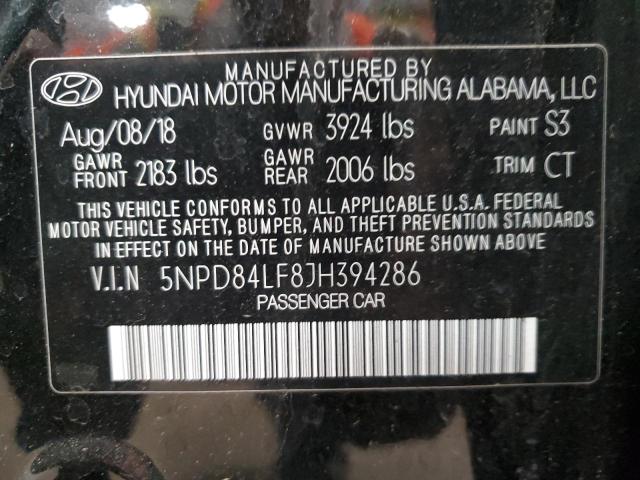 MANUFACTURED BY
HYUNDAI MOTOR MANUFACTURING ALABAMA, LLC
Aug/08/18 GVWR 3924 lbs PAINT S3
GAWR FRONT 2183 lbs GAWR REAR 2006 lbs TRIM CT
THIS VEHICLE CONFORMS TO ALL APPLICABLE U.S.A. FEDERAL
MOTOR VEHICLE SAFETY, BUMPER, AND THEFT PREVENTION STANDARDS
IN EFFECT ON THE DATE OF MANUFACTURE SHOWN ABOVE
V.I.N 5NPD84LF8JH394286
PASSENGER CAR